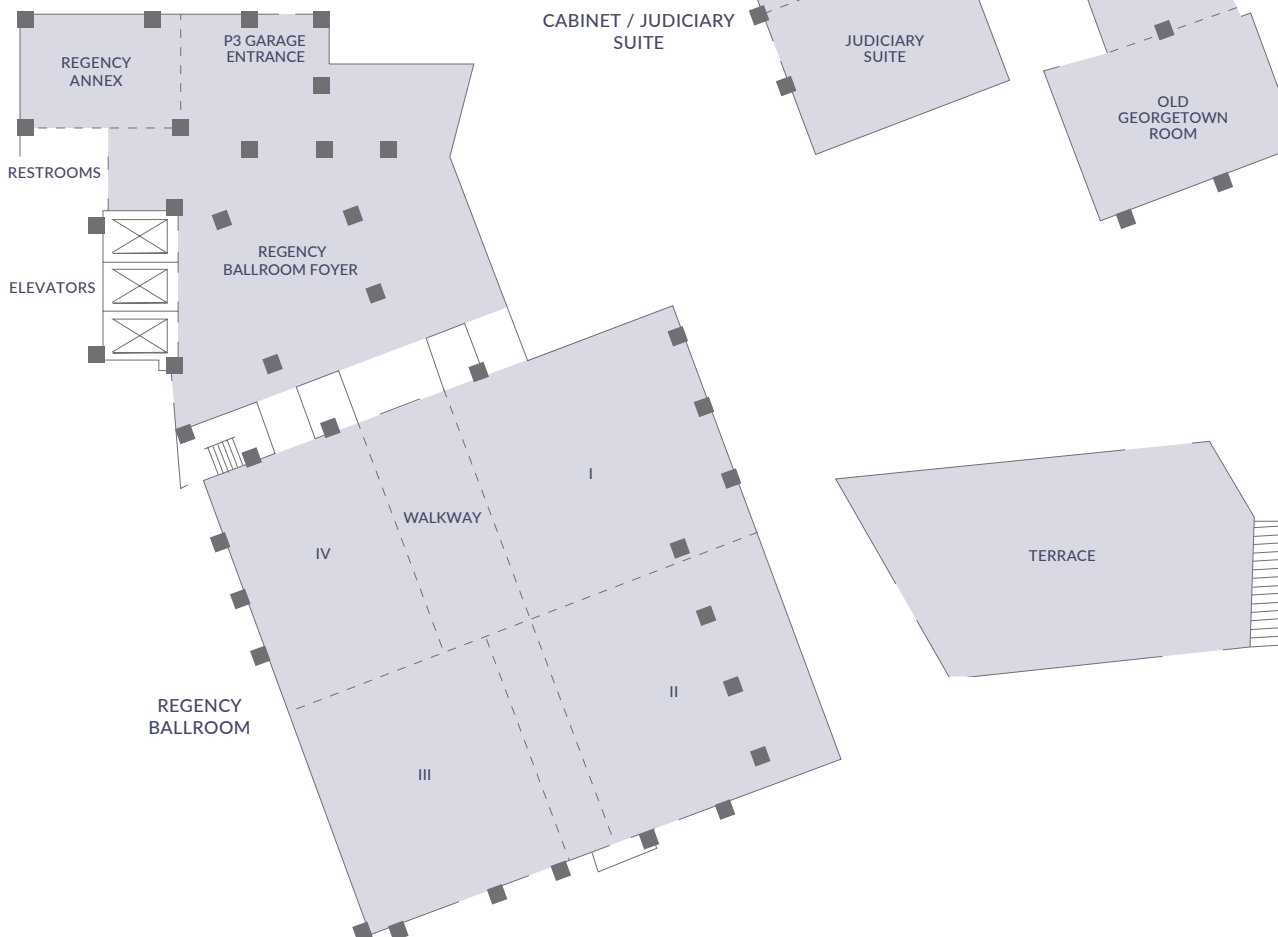 CABINET / JUDICIARY
SUITE
P3 GARAGE
ENTRANCE
REGENCY
ANNEX
JUDICIARY
SUITE
OLD
GEORGETOWN
ROOM
RESTROOMS
REGENCY
BALLROOM FOYER
ELEVATORS
I
WALKWAY
IV
TERRACE
II
REGENCY
BALLROOM
III